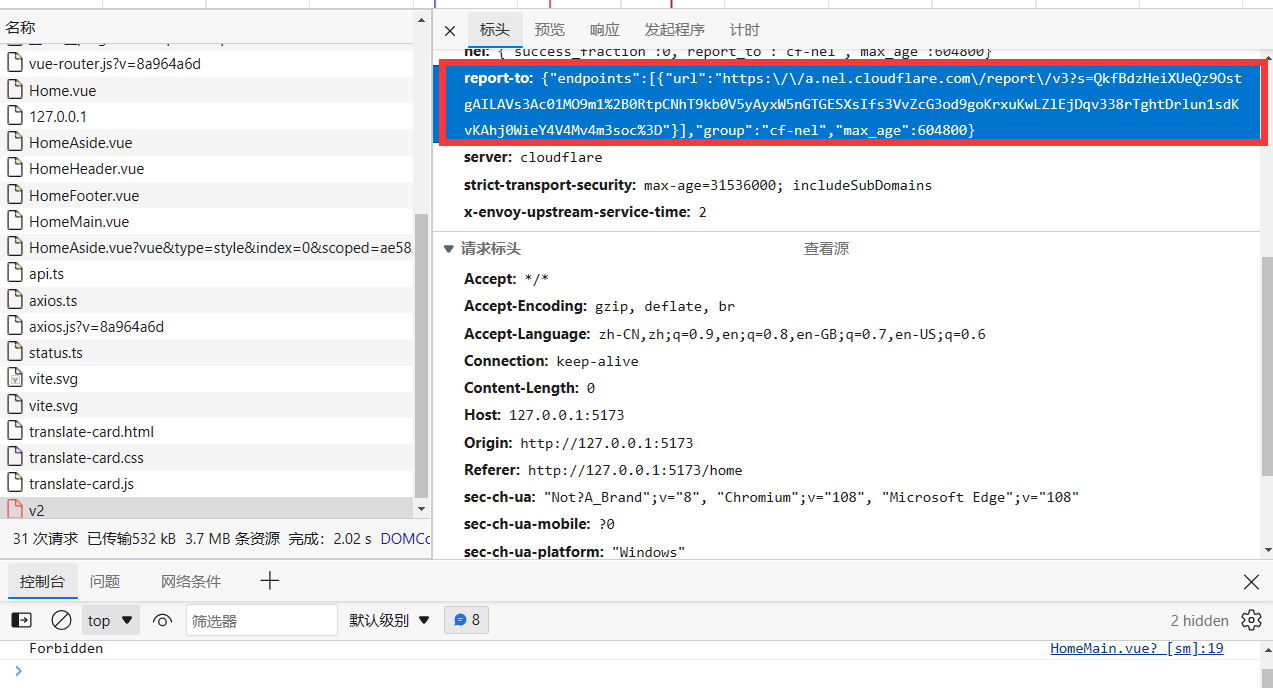 名称
vue-router.js?v=8a964a6d
Home.vue
127.0.0.1
HomeAside.vue
HomeHeader.vue
HomeFooter.vue
HomeMain.vue
HomeAside.vue?vue&type=style&index=0&scoped=ae58.
api.ts
axios.ts
axios.js?v=8a964a6d
status.ts
vite.svg
vite.svg
translate-card.html
translate-card.css
translate-card.js
v2
31 次请求 已传输532 kB 3.7 MB 条资源 完成: 2.02 s DOMCo
标头 预览 响应 发起程序 计时
nel: {"success_fraction":0,"report_to":"cf-nel","max_age":604800}
report-to: {"endpoints":[{"url":"https:\/\/a.nel.cloudflare.com\/report\/v3?s=QkfBdzHeiXUeQz9Ost
gAILAVs3Ac01MO9m1%2B0RtpCNhT9kb0V5yAyxW5nGTGESXsIfs3VvZcG3od9goKrxuKwLZlEjDqv338rTghtDrlun1sdK
vKAhj0WieY4V4Mv4m3soc%3D"}],"group":"cf-nel","max_age":604800}
server: cloudflare
strict-transport-security: max-age=31536000; includeSubDomains
x-envoy-upstream-service-time: 2
请求标头 查看源
Accept: */*
Accept-Encoding: gzip, deflate, br
Accept-Language: zh-CN,zh;q=0.9,en;q=0.8,en-GB;q=0.7,en-US;q=0.6
Connection: keep-alive
Content-Length: 0
Host: 127.0.0.1:5173
Origin: http://127.0.0.1:5173
Referer: http://127.0.0.1:5173/home
sec-ch-ua: "Not?A_Brand";v="8", "Chromium";v="108", "Microsoft Edge";v="108"
sec-ch-ua-mobile: ?0
sec-ch-ua-platform: "Windows"
控制台 问题 网络条件
top 筛选器 默认级别 8 2 hidden
Forbidden HomeMain.vue? [sm]:19